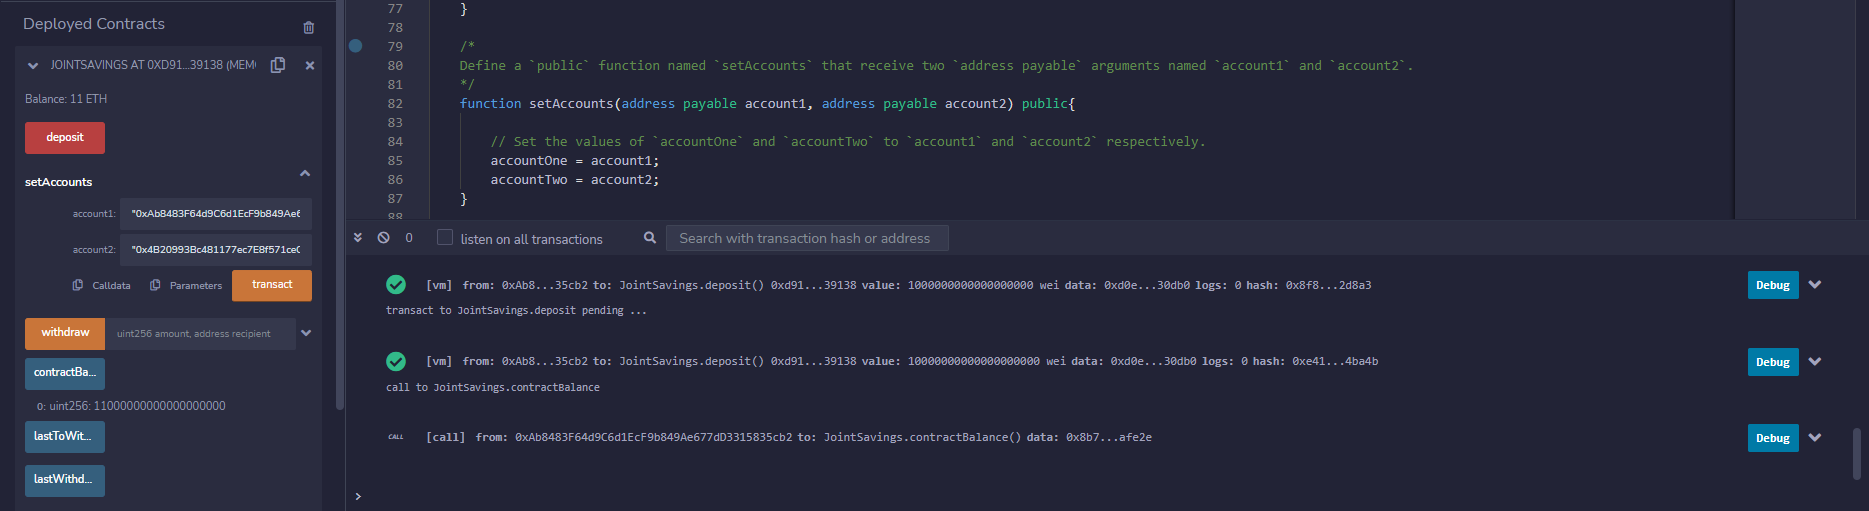 Deployed Contracts
JOINTSAVINGS AT 0XD91...39138 (MEM
Balance: 11 ETH
deposit
setAccounts
account1: "0xAb8483F64d9C6d1EcF9b849Ae6
account2: "0x4B20993Bc481177ec7E8f571ceC
Calldata Parameters transact
withdraw uint256 amount, address recipient
contractBa...
0: uint256: 11000000000000000000
lastToWit...
lastWithd...
77 }
78
79 /*
80 Define a `public` function named `setAccounts` that receive two `address payable` arguments named `account1` and `account2`.
81 */
82 function setAccounts(address payable account1, address payable account2) public{
83
84 // Set the values of `accountOne` and `accountTwo` to `account1` and `account2` respectively.
85 accountOne = account1;
86 accountTwo = account2;
87 }
88
0 listen on all transactions Search with transaction hash or address
[vm] from: 0xAb8...35cb2 to: JointSavings.deposit() 0xd91...39138 value: 1000000000000000000 wei data: 0xd0e...30db0 logs: 0 hash: 0x8f8...2d8a3 Debug
transact to JointSavings.deposit pending ...
[vm] from: 0xAb8...35cb2 to: JointSavings.deposit() 0xd91...39138 value: 10000000000000000000 wei data: 0xd0e...30db0 logs: 0 hash: 0xe41...4ba4b Debug
call to JointSavings.contractBalance
CALL [call] from: 0xAb8483F64d9C6d1EcF9b849Ae677dD3315835cb2 to: JointSavings.contractBalance() data: 0x8b7...afe2e Debug
>